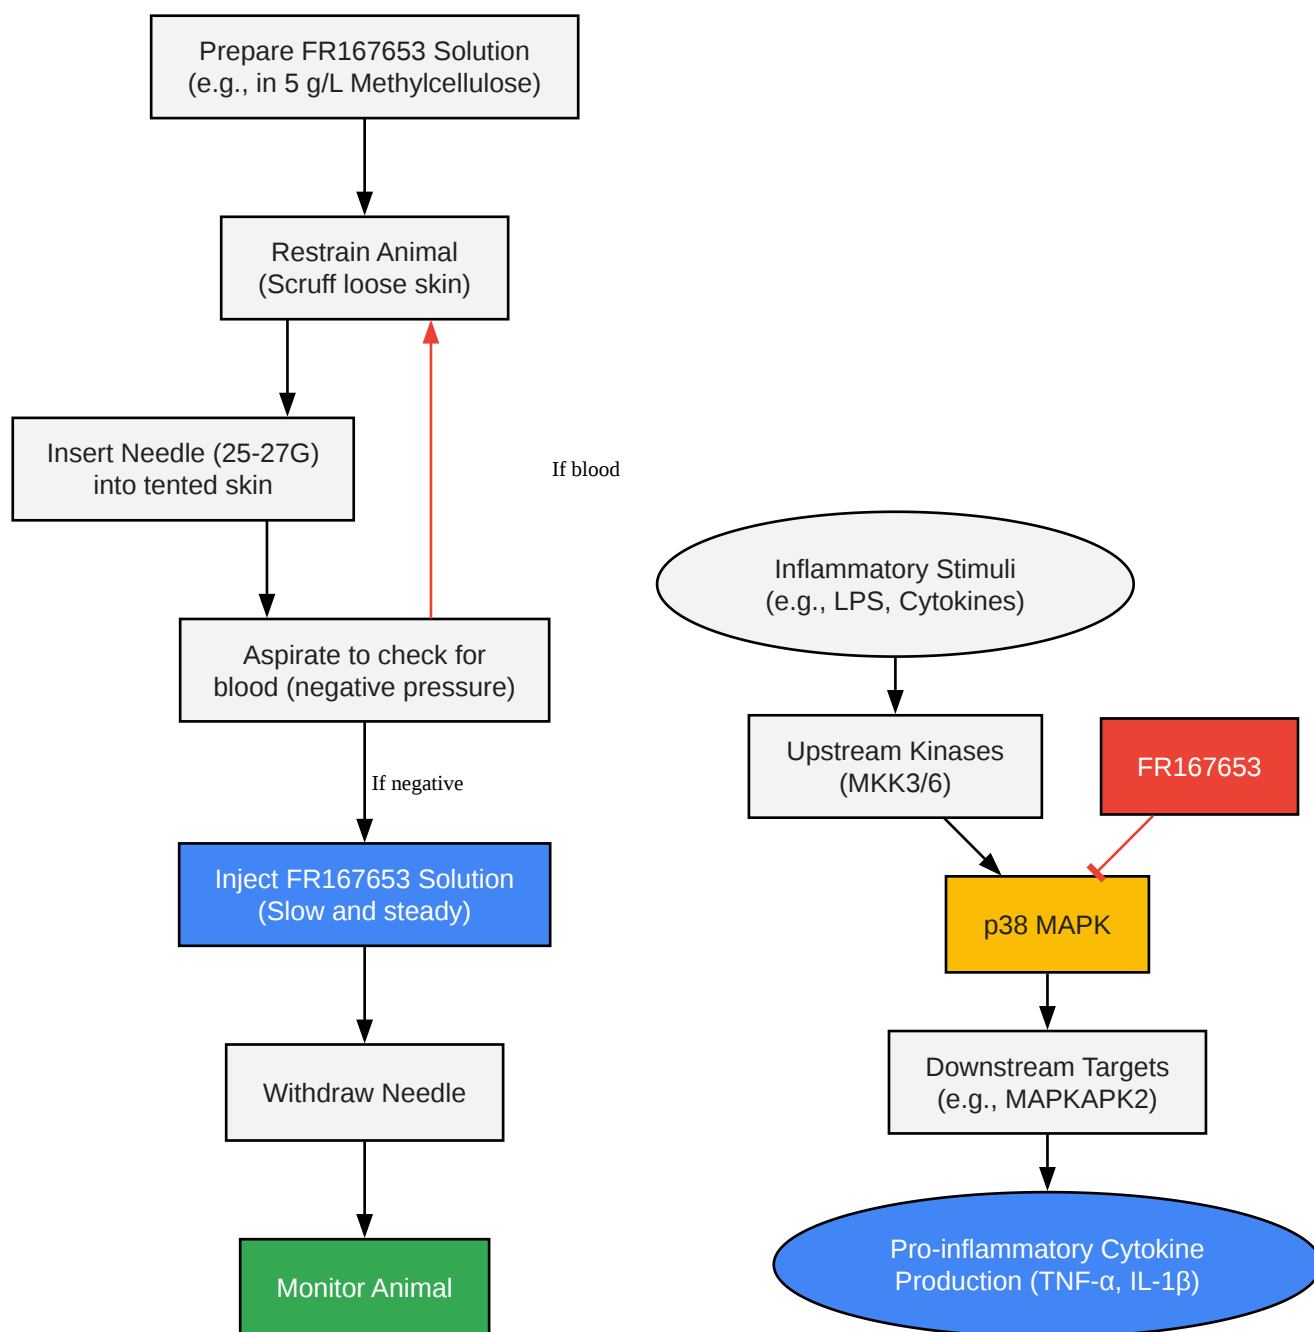 Prepare FR167653 Solution
(e.g., in 5 g/L Methylcellulose)
Restrain Animal
(Scruff loose skin)
Insert Needle (25-27G)
into tented skin
If blood
Aspirate to check for
blood (negative pressure)
If negative
Inject FR167653 Solution
(Slow and steady)
Withdraw Needle
Monitor Animal
Inflammatory Stimuli
(e.g., LPS, Cytokines)
Upstream Kinases
(MKK3/6)
FR167653
p38 MAPK
Downstream Targets
(e.g., MAPKAPK2)
Pro-inflammatory Cytokine
Production (TNF-α, IL-1β)